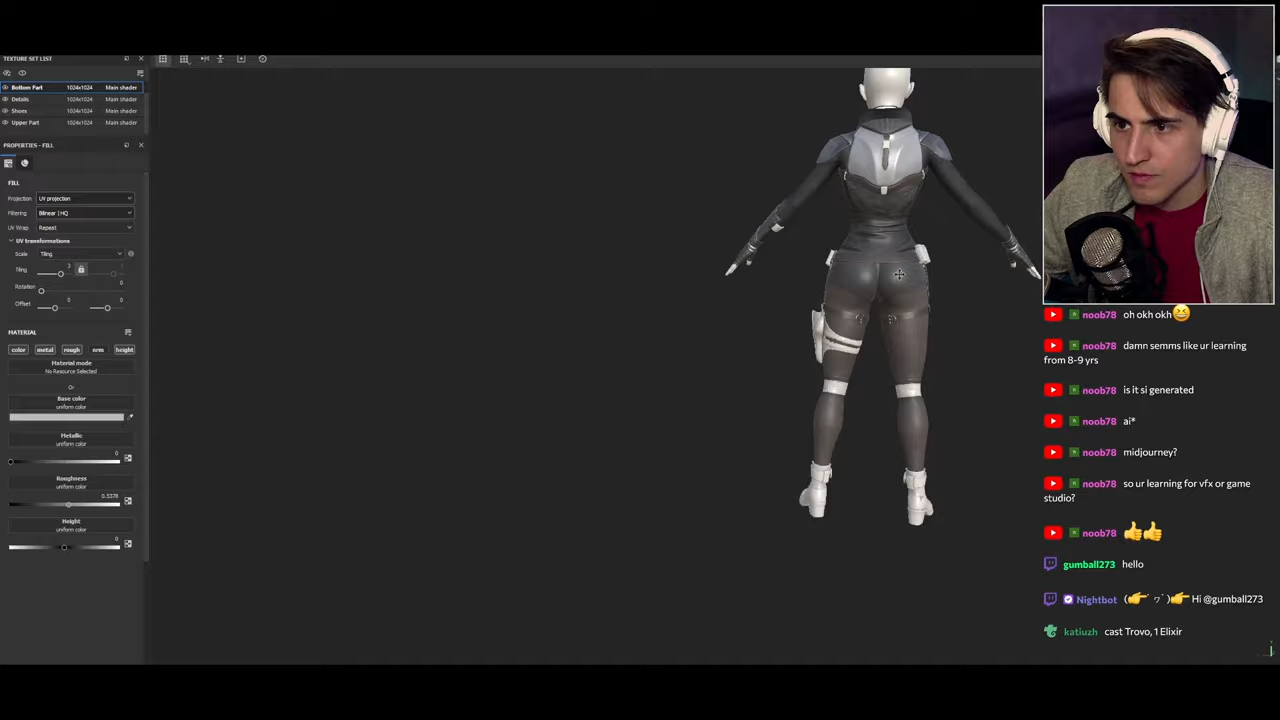 TEXTURE SET LIST
Bottom Part 1024x1024 Main shader
Details 1024x1024 Main shader
Shoes 1024x1024 Main shader
Upper Part 1024x1024 Main shader
PROPERTIES - FILL
FILL
Projection UV projection
Filtering Bilinear | HQ
UV Wrap Repeat
UV transformations
Scale Tiling
Tiling 3
Rotation 0
Offset 0 0
MATERIAL
color metal rough nrm height
Material mode
No Resource Selected
Or
Base color
uniform color
Metallic
uniform color
0
Roughness
uniform color
0.5378
Height
uniform color
0
noob78 oh okh okh😆
noob78 damn semms like ur learning
from 8-9 yrs
noob78 is it si generated
noob78 ai*
noob78 midjourney?
noob78 so ur learning for vfx or game
studio?
noob78 👍👍
gumball273 hello
Nightbot (👉ﾟヮﾟ)👉 Hi @gumball273
katiuzh cast Trovo, 1 Elixir